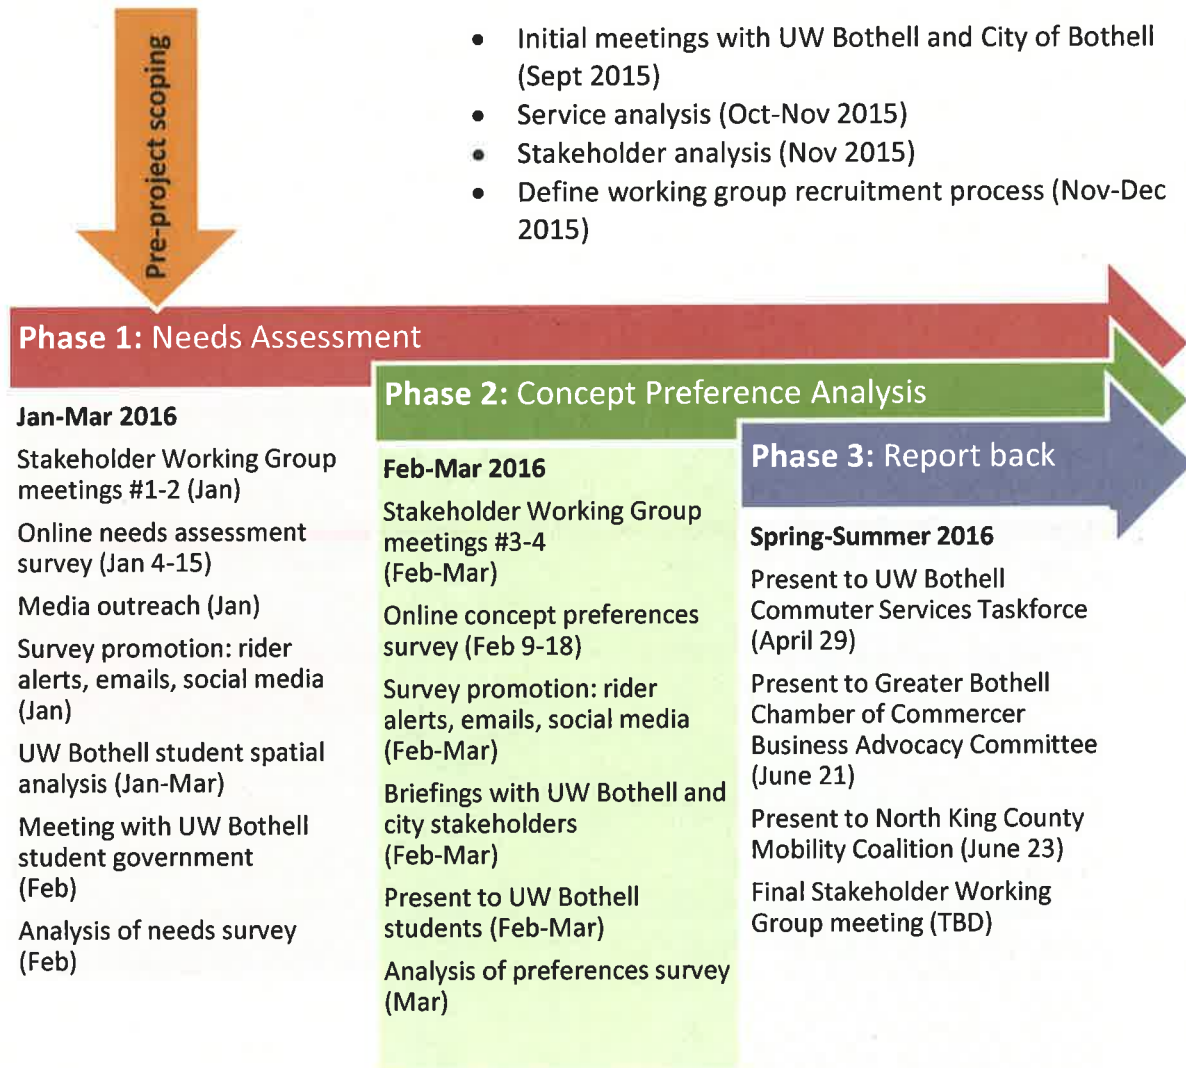 Pre-project scoping
• Initial meetings with UW Bothell and City of Bothell
(Sept 2015)
• Service analysis (Oct-Nov 2015)
• Stakeholder analysis (Nov 2015)
• Define working group recruitment process (Nov-Dec
2015)
Phase 1: Needs Assessment
Jan-Mar 2016
Stakeholder Working Group
meetings #1-2 (Jan)
Online needs assessment
survey (Jan 4-15)
Media outreach (Jan)
Survey promotion: rider
alerts, emails, social media
(Jan)
UW Bothell student spatial
analysis (Jan-Mar)
Meeting with UW Bothell
student government
(Feb)
Analysis of needs survey
(Feb)
Phase 2: Concept Preference Analysis
Feb-Mar 2016
Stakeholder Working Group
meetings #3-4
(Feb-Mar)
Online concept preferences
survey (Feb 9-18)
Survey promotion: rider
alerts, emails, social media
(Feb-Mar)
Briefings with UW Bothell and
city stakeholders
(Feb-Mar)
Present to UW Bothell
students (Feb-Mar)
Analysis of preferences survey
(Mar)
Phase 3: Report back
Spring-Summer 2016
Present to UW Bothell
Commuter Services Taskforce
(April 29)
Present to Greater Bothell
Chamber of Commercer
Business Advocacy Committee
(June 21)
Present to North King County
Mobility Coalition (June 23)
Final Stakeholder Working
Group meeting (TBD)